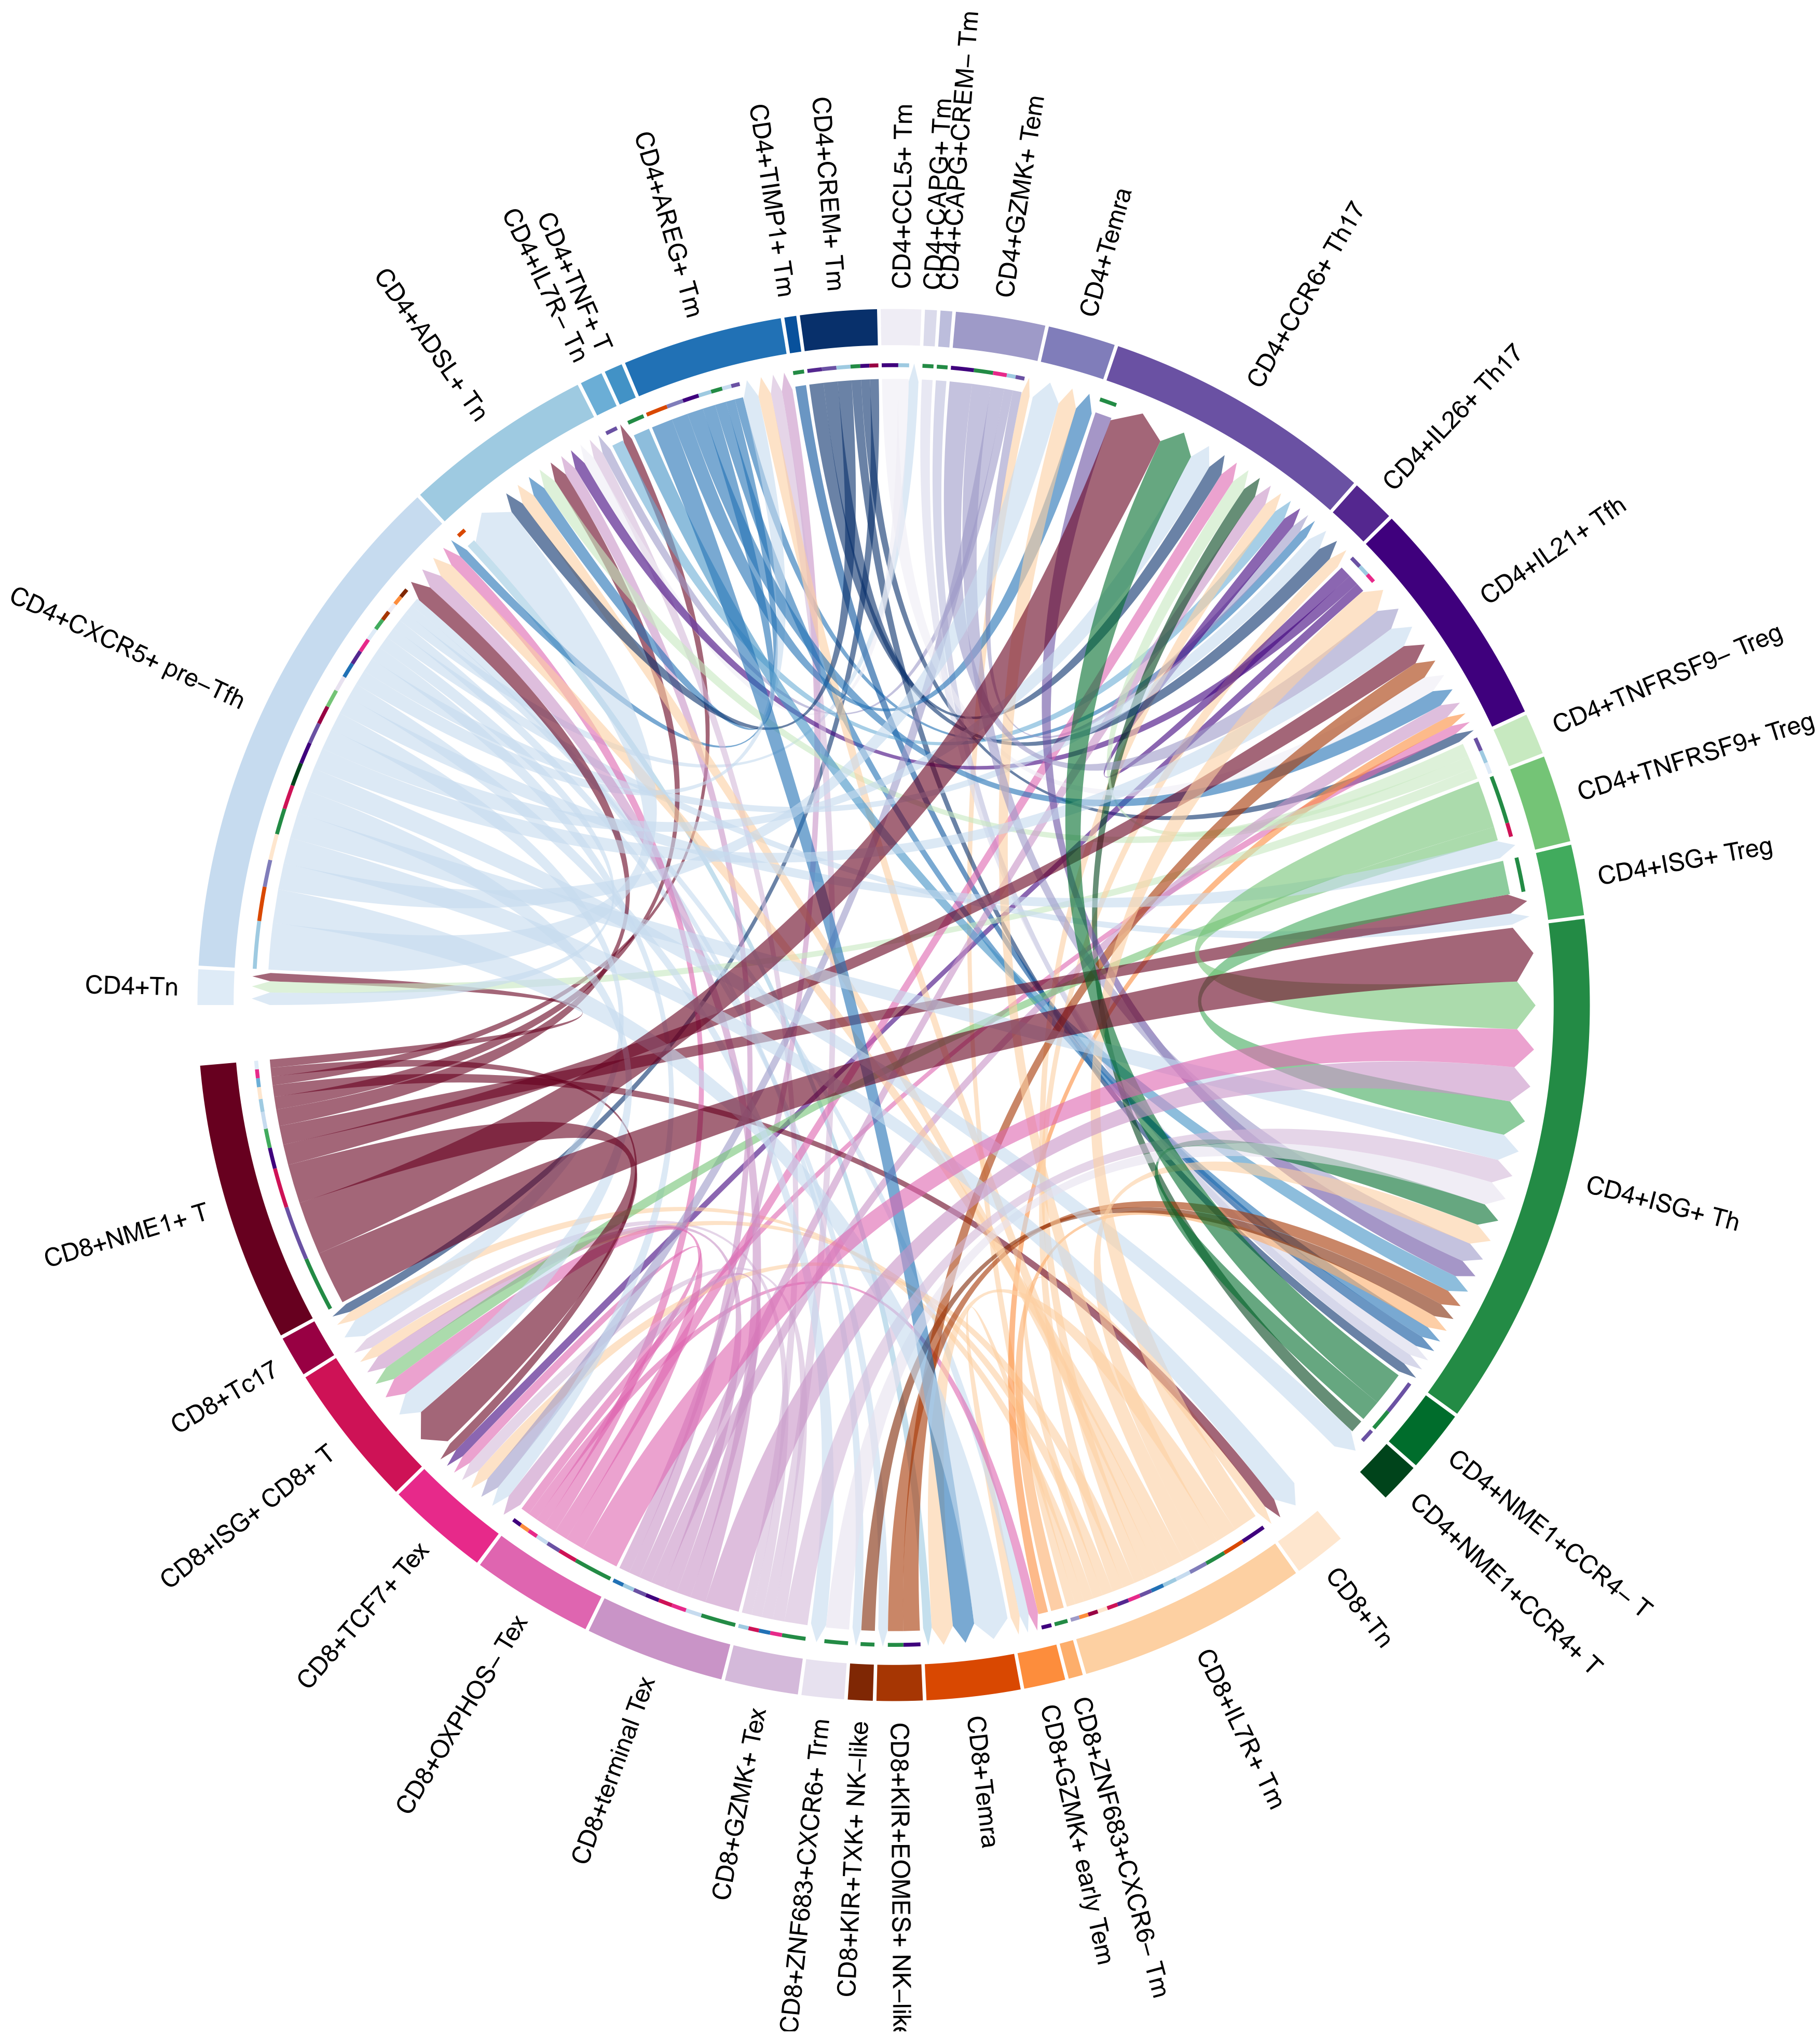 CD4+Tn
CD4+CXCR5+ pre−Tfh
CD4+ADSL+ Tn
CD4+IL7R− Tn
CD4+TNF+ T
CD4+AREG+ Tm
CD4+TIMP1+ Tm
CD4+CREM+ Tm
CD4+CCL5+ Tm
CD4+CAPG+ Tm
CD4+CAPG+CREM− Tm
CD4+GZMK+ Tem
CD4+Temra
CD4+CCR6+ Th17
CD4+IL26+ Th17
CD4+IL21+ Tfh
CD4+TNFRSF9− Treg
CD4+TNFRSF9+ Treg
CD4+ISG+ Treg
CD4+ISG+ Th
CD4+NME1+CCR4− T
CD4+NME1+CCR4+ T
CD8+Tn
CD8+IL7R+ Tm
CD8+ZNF683+CXCR6− Tm
CD8+GZMK+ early Tem
CD8+Temra
CD8+KIR+EOMES+ NK−lik
CD8+KIR+TXK+ NK−like
CD8+ZNF683+CXCR6+ Trm
CD8+GZMK+ Tex
CD8+terminal Tex
CD8+OXPHOS− Tex
CD8+TCF7+ Tex
CD8+ISG+ CD8+ T
CD8+Tc17
CD8+NME1+ T